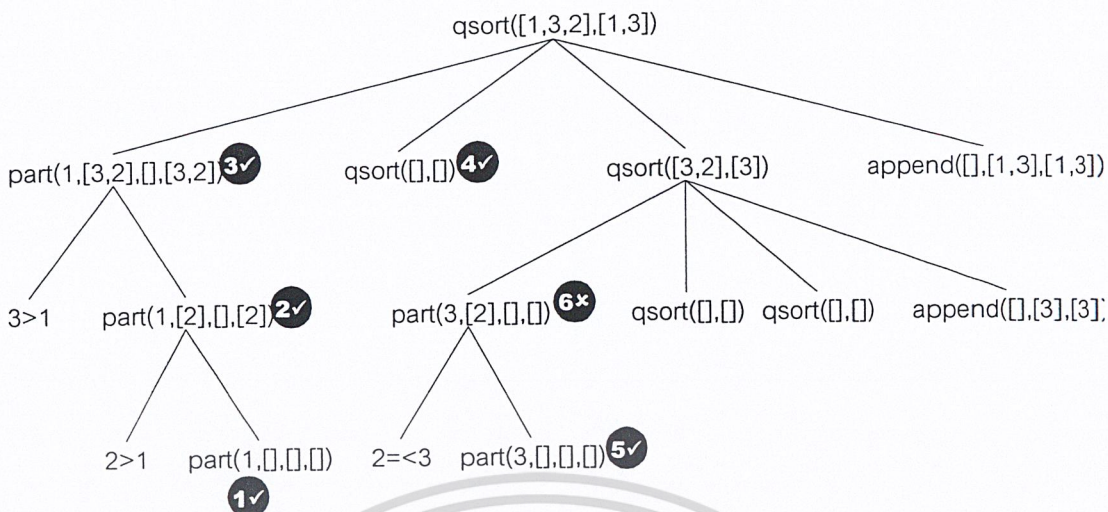 qsort([1,3,2],[1,3])
part(1,[3,2],[],[3,2]) 3✓ qsort([],[]) 4✓ qsort([3,2],[3]) append([],[1,3],[1,3])
3>1 part(1,[2],[],[2]) 2✓ part(3,[2],[],[]) 6✗ qsort([],[]) qsort([],[]) append([],[3],[3])
2>1 part(1,[],[],[]) 2=<3 part(3,[],[],[]) 5✓
1✓